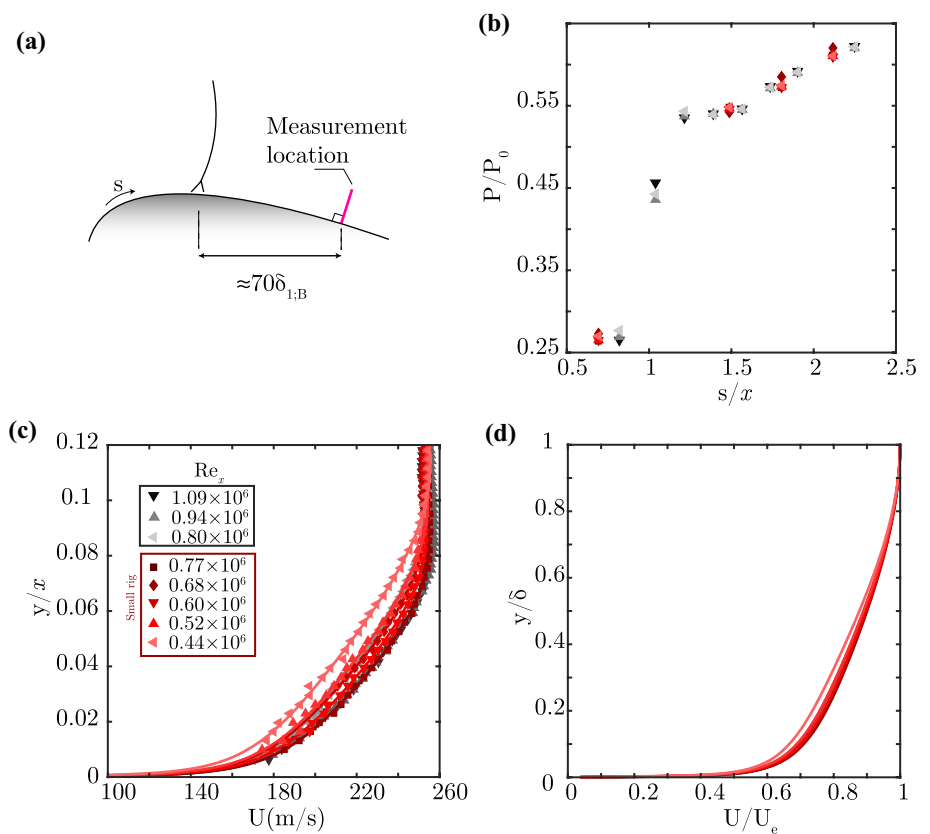 (a)
s
Measurement
location
≈70δ1;B
(b)
P/P0
0.55
0.45
0.35
0.25
0.5
1
1.5
2
2.5
s/x
(c)
y/x
0.12
0.1
0.08
0.06
0.04
0.02
0
100
140
180
220
260
U(m/s)
Rex
1.09×10⁶
0.94×10⁶
0.80×10⁶
Small rig
0.77×10⁶
0.68×10⁶
0.60×10⁶
0.52×10⁶
0.44×10⁶
(d)
y/δ
1
0.8
0.6
0.4
0.2
0
0
0.2
0.4
0.6
0.8
1
U/Ue